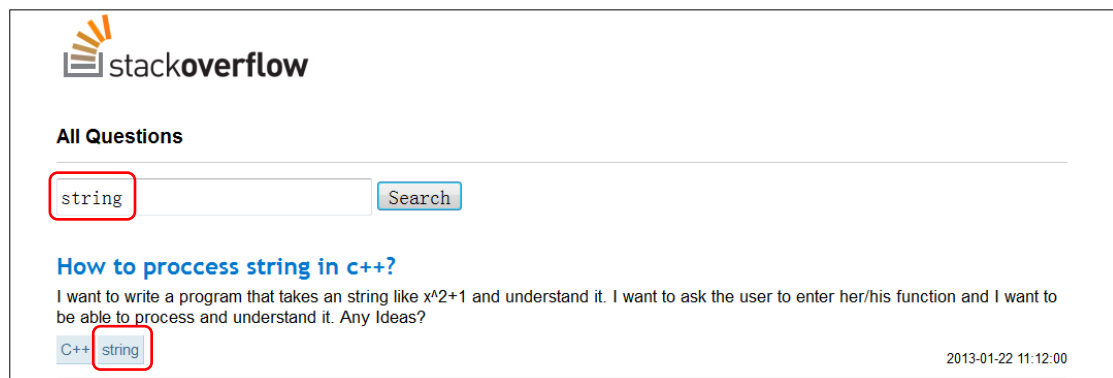 stackoverflow
All Questions
string Search
How to proccess string in c++?
I want to write a program that takes an string like x^2+1 and understand it. I want to ask the user to enter her/his function and I want to
be able to process and understand it. Any Ideas?
C++ string
2013-01-22 11:12:00